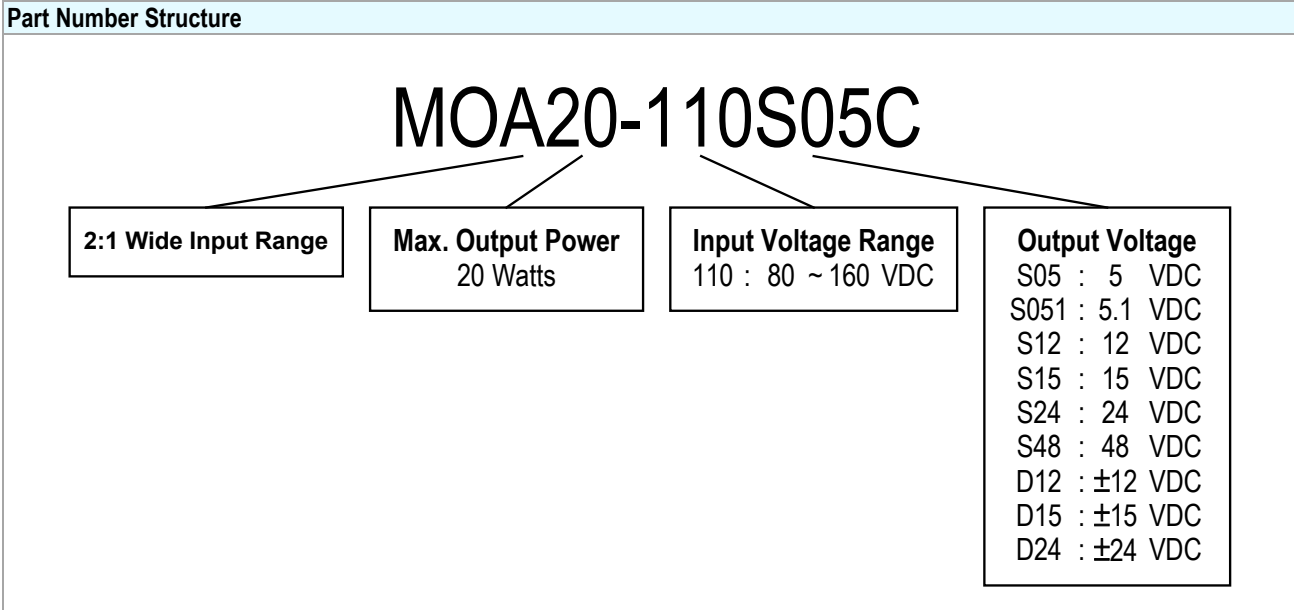 Part Number Structure
MOA20-110S05C
2:1 Wide Input Range
Max. Output Power
20 Watts
Input Voltage Range
110 : 80 ~ 160 VDC
Output Voltage
S05 : 5 VDC
S051 : 5.1 VDC
S12 : 12 VDC
S15 : 15 VDC
S24 : 24 VDC
S48 : 48 VDC
D12 : ±12 VDC
D15 : ±15 VDC
D24 : ±24 VDC